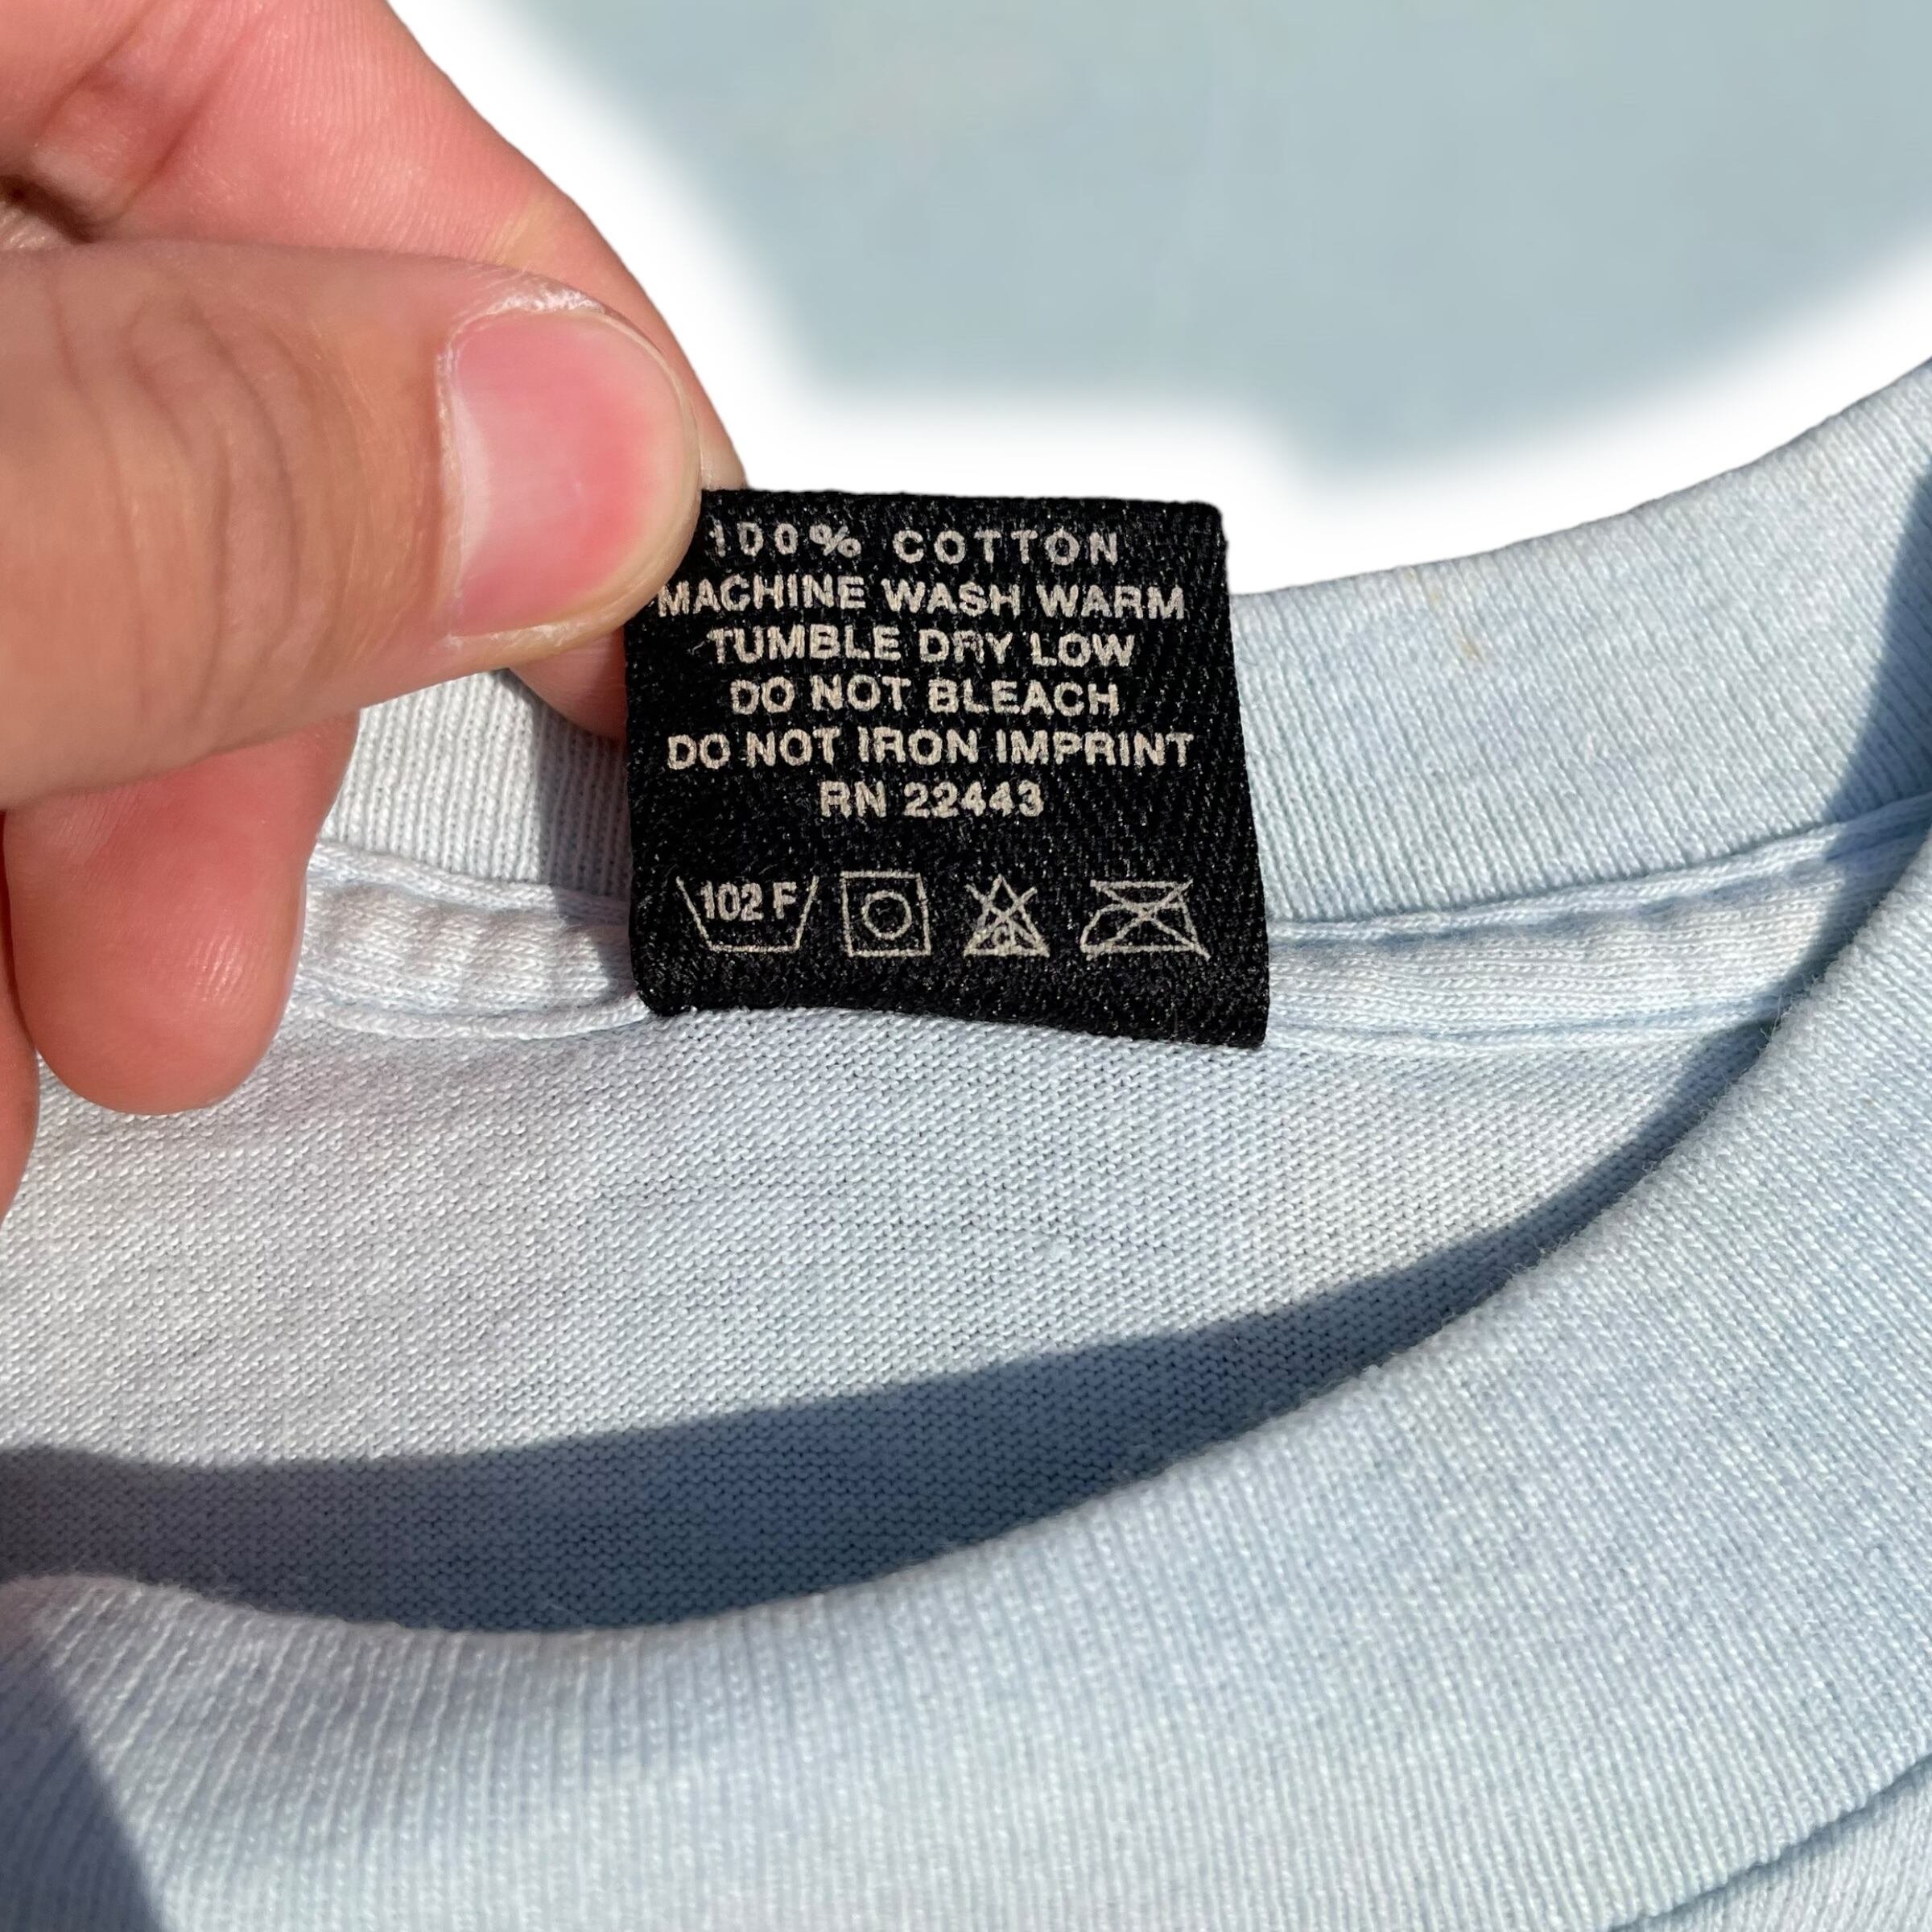 100% COTTON
MACHINE WASH WARM
TUMBLE DRY LOW
DO NOT BLEACH
DO NOT IRON IMPRINT
RN 22443
102 F